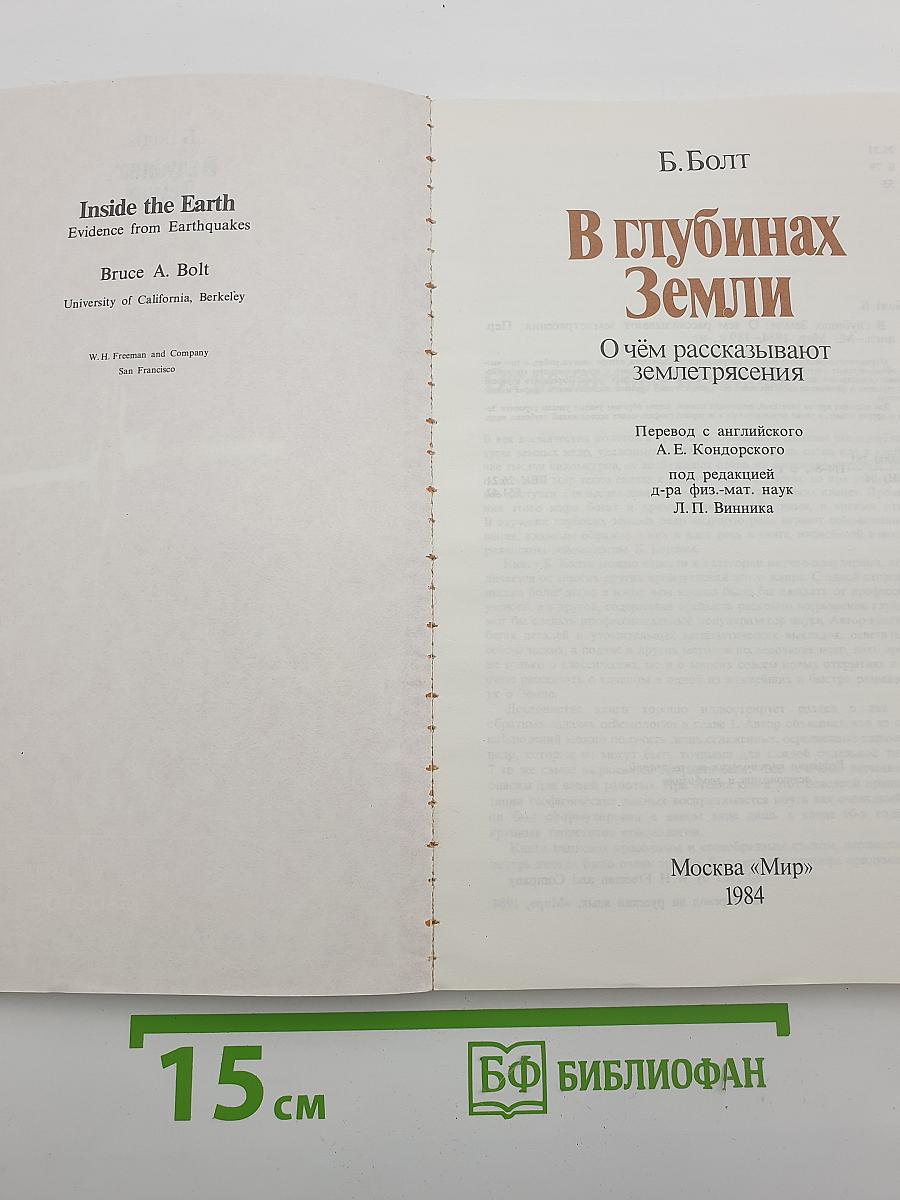 Inside the Earth
Evidence from Earthquakes
Bruce A. Bolt
University of California, Berkeley
W. H. Freeman and Company
San Francisco
Б. Болт
В глубинах
Земли
О чём рассказывают
землетрясения
Перевод с английского
А. Е. Кондорского
под редакцией
д-ра физ.-мат. наук
Л. П. Винника
Москва «Мир»
1984
15 см
БФ БИБЛИОФАН